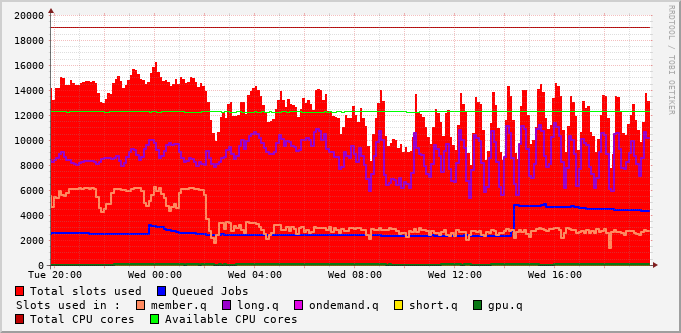 20000
18000
16000
14000
12000
10000
8000
6000
4000
2000
0
Tue 20:00 Wed 00:00 Wed 04:00 Wed 08:00 Wed 12:00 Wed 16:00
RRDTOOL / TOBI OETIKER
Total slots used Queued Jobs
Slots used in : member.q long.q ondemand.q short.q gpu.q
Total CPU cores Available CPU cores